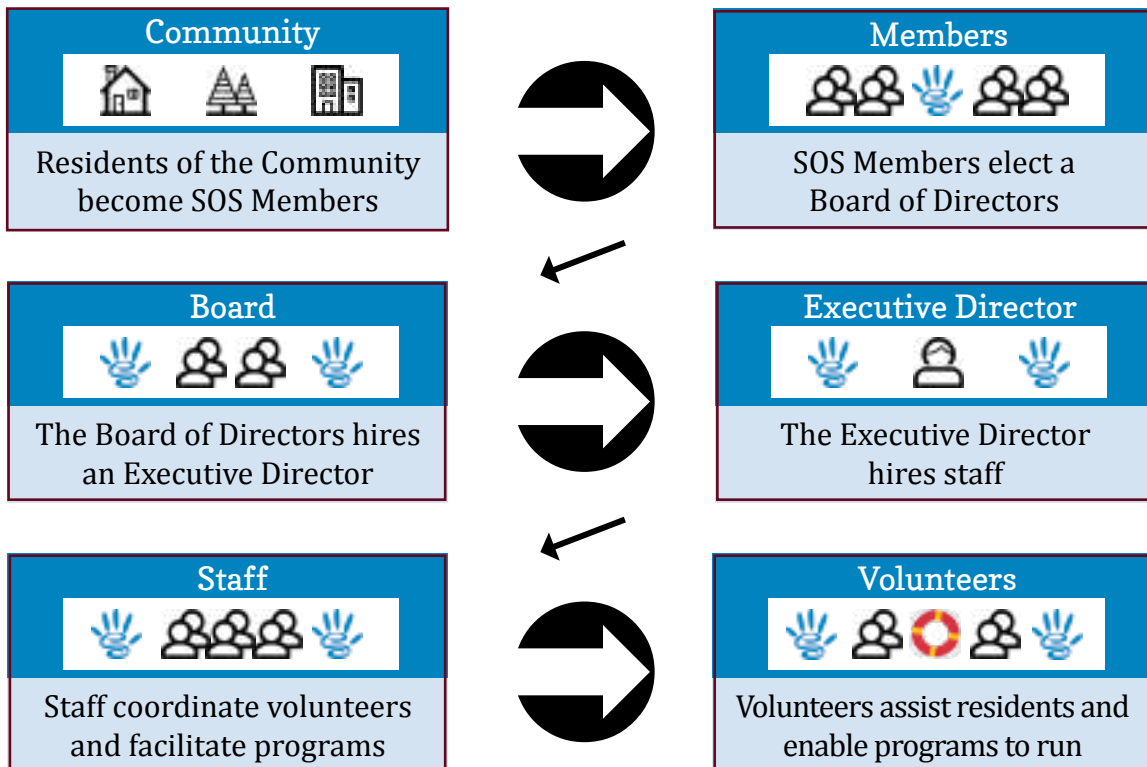 Community
Residents of the Community
become SOS Members
Members
SOS Members elect a
Board of Directors
Board
The Board of Directors hires
an Executive Director
Executive Director
The Executive Director
hires staff
Staff
Staff coordinate volunteers
and facilitate programs
Volunteers
Volunteers assist residents and
enable programs to run